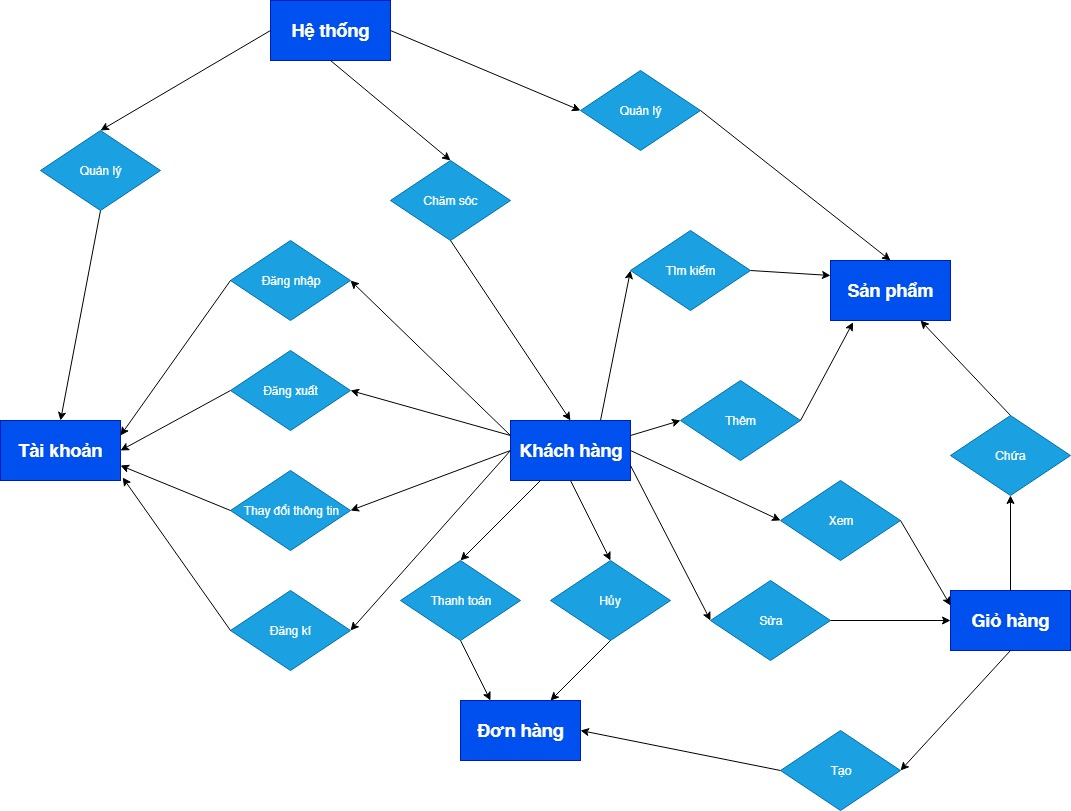 Hệ thống
Quản lý
Quản lý
Chăm sóc
Đăng nhập
Tìm kiếm
Sản phẩm
Đăng xuất
Thêm
Tài khoản
Khách hàng
Chứa
Thay đổi thông tin
Xem
Đăng kí
Thanh toán
Hủy
Sửa
Giỏ hàng
Đơn hàng
Tạo